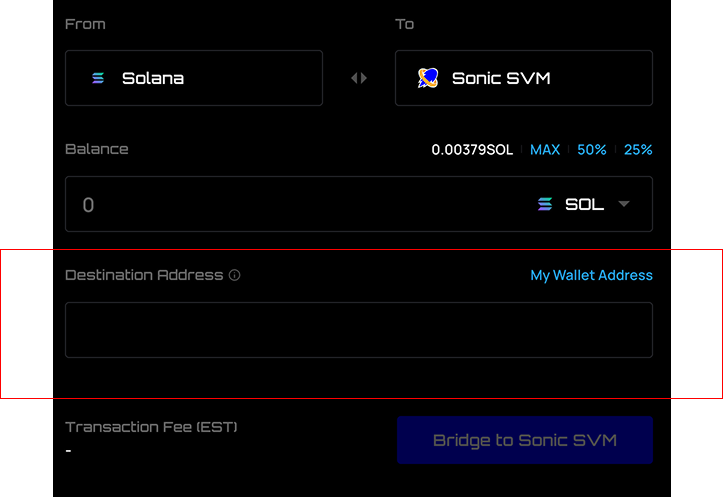 From To
Solana Sonic SVM
Balance 0.00379SOL MAX 50% 25%
0 SOL
Destination Address My Wallet Address
Transaction Fee (EST)
-
Bridge to Sonic SVM